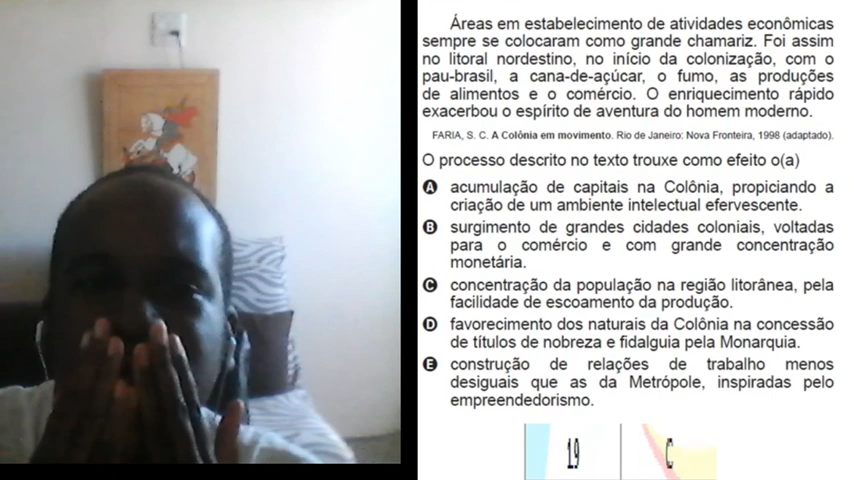 Áreas em estabelecimento de atividades econômicas
sempre se colocaram como grande chamariz. Foi assim
no litoral nordestino, no início da colonização, com o
pau-brasil, a cana-de-açúcar, o fumo, as produções
de alimentos e o comércio. O enriquecimento rápido
exacerbou o espírito de aventura do homem moderno.
FARIA, S. C. A Colônia em movimento. Rio de Janeiro: Nova Fronteira, 1998 (adaptado).
O processo descrito no texto trouxe como efeito o(a)
A acumulação de capitais na Colônia, propiciando a
criação de um ambiente intelectual efervescente.
B surgimento de grandes cidades coloniais, voltadas
para o comércio e com grande concentração
monetária.
C concentração da população na região litorânea, pela
facilidade de escoamento da produção.
D favorecimento dos naturais da Colônia na concessão
de títulos de nobreza e fidalguia pela Monarquia.
E construção de relações de trabalho menos
desiguais que as da Metrópole, inspiradas pelo
empreendedorismo.
19 C